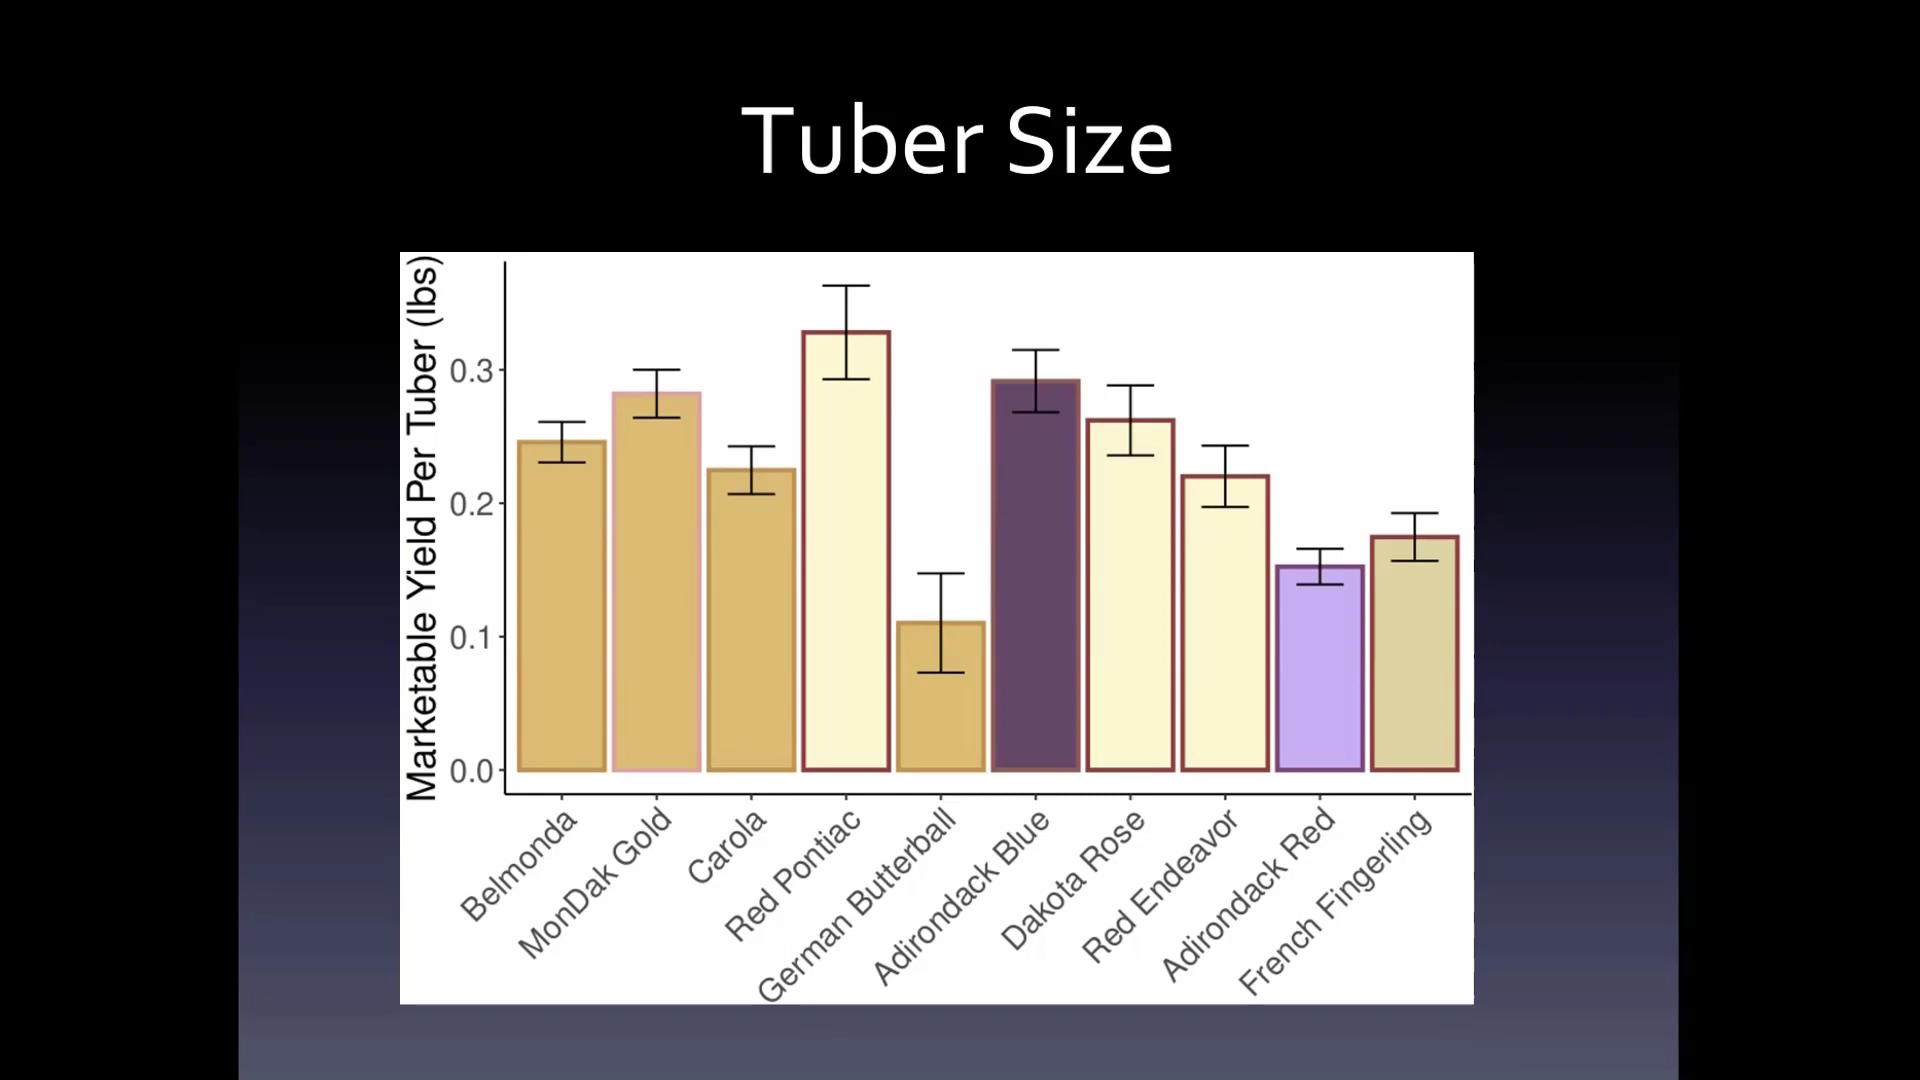 Tuber Size
Marketable Yield Per Tuber (lbs)
0.3
0.2
0.1
0.0
Belmonda
MonDak Gold
Carola
Red Pontiac
German Butterball
Adirondack Blue
Dakota Rose
Red Endeavor
Adirondack Red
French Fingerling